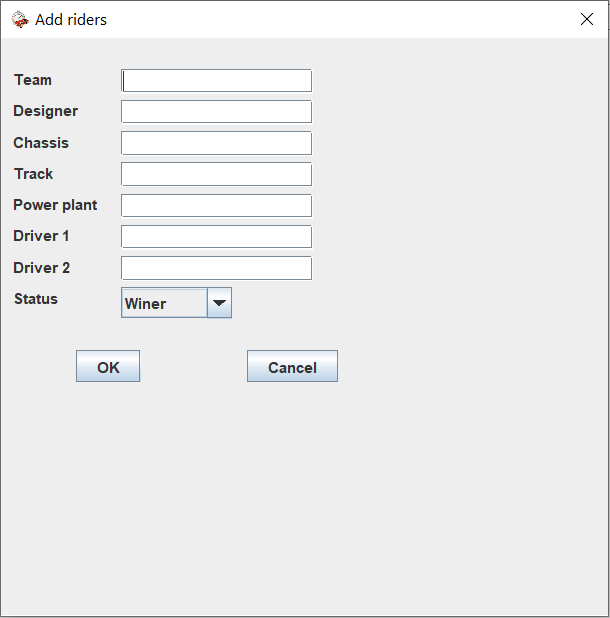 Add riders
Team
Designer
Chassis
Track
Power plant
Driver 1
Driver 2
Status Winer
OK Cancel